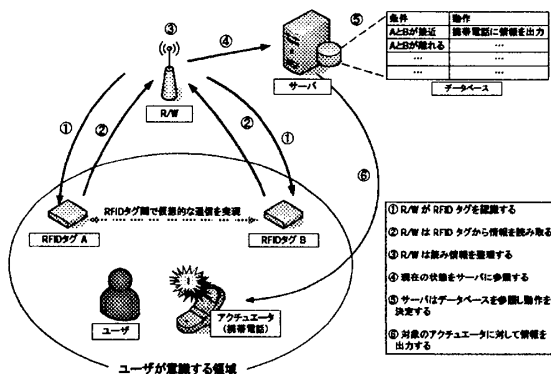 ③
④
⑤
R/W
サーバ
条件 動作
AとBが接近 携帯電話に情報を出力
AとBが離れる …
… …
… …
データベース
① ② ② ①
⑥
RFIDタグ間で仮想的な通信を実現
RFIDタグ A
RFIDタグ B
ユーザ
アクチュエータ
(携帯電話)
ユーザが意識する領域
① R/W が RFID タグを認識する
② R/W は RFID タグから情報を読み取る
③ R/W は読み情報を整理する
④ 現在の状態をサーバに参照する
⑤ サーバはデータベースを参照し動作を
決定する
⑥ 対象のアクチュエータに対して情報を
出力する